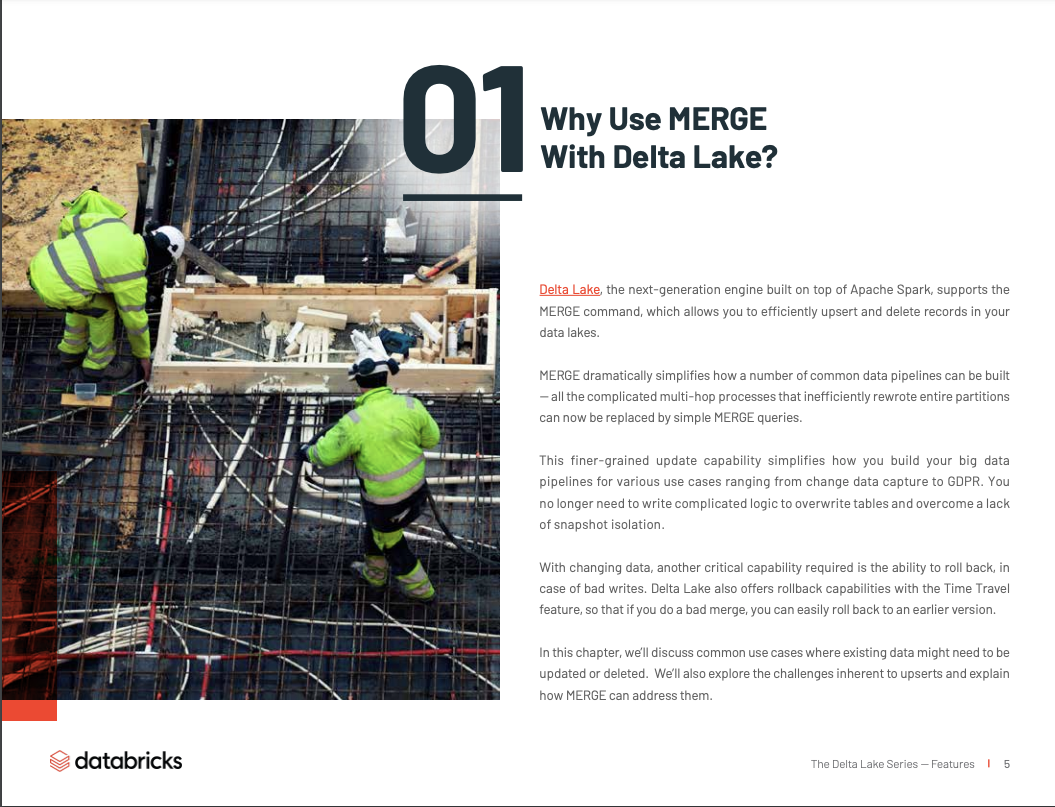 01
Why Use MERGE
With Delta Lake?
Delta Lake, the next-generation engine built on top of Apache Spark, supports the
MERGE command, which allows you to efficiently upsert and delete records in your
data lakes.
MERGE dramatically simplifies how a number of common data pipelines can be built
— all the complicated multi-hop processes that inefficiently rewrote entire partitions
can now be replaced by simple MERGE queries.
This finer-grained update capability simplifies how you build your big data
pipelines for various use cases ranging from change data capture to GDPR. You
no longer need to write complicated logic to overwrite tables and overcome a lack
of snapshot isolation.
With changing data, another critical capability required is the ability to roll back, in
case of bad writes. Delta Lake also offers rollback capabilities with the Time Travel
feature, so that if you do a bad merge, you can easily roll back to an earlier version.
In this chapter, we’ll discuss common use cases where existing data might need to be
updated or deleted.  We’ll also explore the challenges inherent to upserts and explain
how MERGE can address them.
databricks
The Delta Lake Series — Features | 5